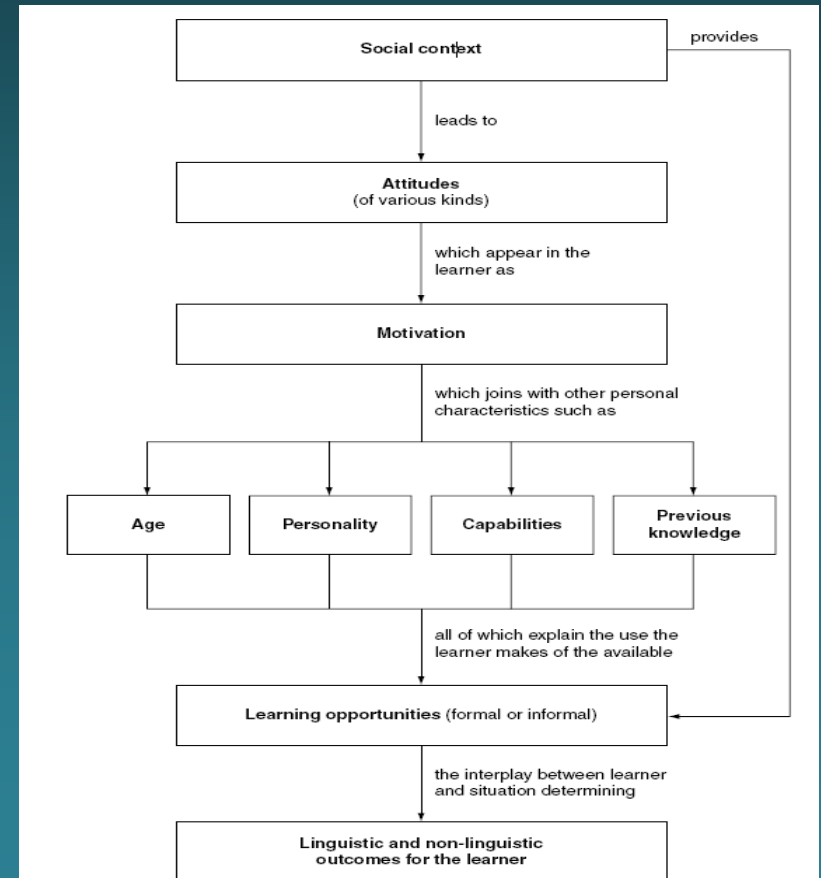 Social context
provides
leads to
Attitudes
(of various kinds)
which appear in the
learner as
Motivation
which joins with other personal
characteristics such as
Age
Personality
Capabilities
Previous
knowledge
all of which explain the use the
learner makes of the available
Learning opportunities (formal or informal)
the interplay between learner
and situation determining
Linguistic and non-linguistic
outcomes for the learner